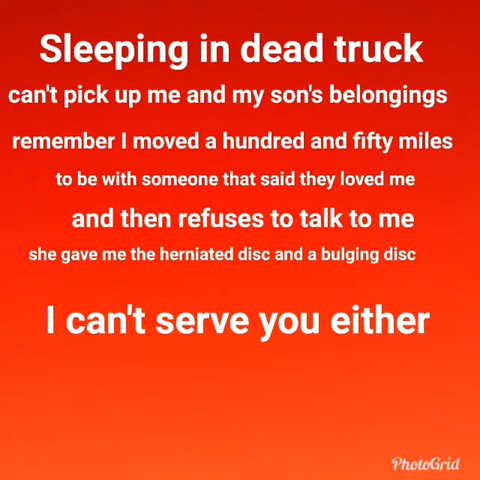 Sleeping in dead truck
can't pick up me and my son's belongings
remember I moved a hundred and fifty miles
to be with someone that said they loved me
and then refuses to talk to me
she gave me the herniated disc and a bulging disc
I can't serve you either
PhotoGrid